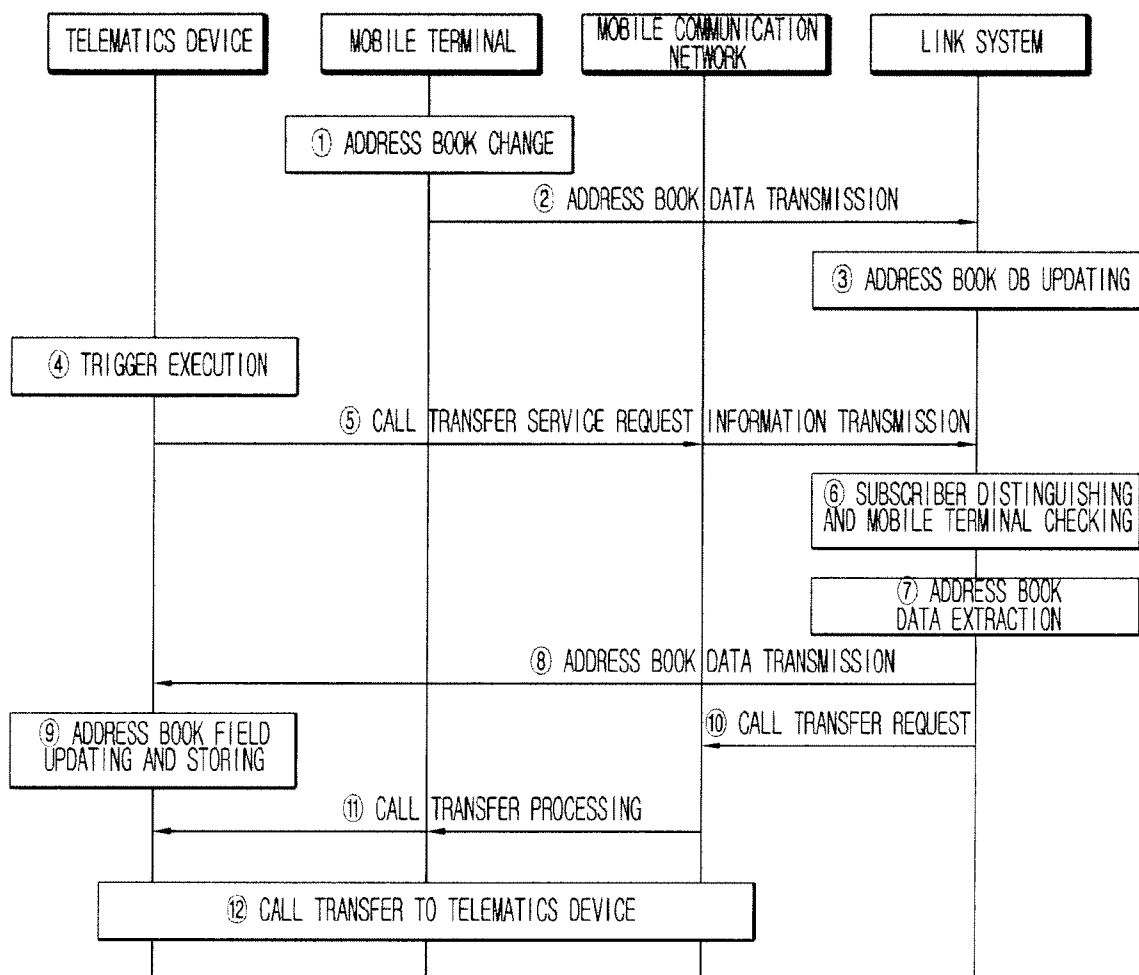 TELEMATICS DEVICE
MOBILE TERMINAL
MOBILE COMMUNICATION
NETWORK
LINK SYSTEM
① ADDRESS BOOK CHANGE
② ADDRESS BOOK DATA TRANSMISSION
③ ADDRESS BOOK DB UPDATING
④ TRIGGER EXECUTION
⑤ CALL TRANSFER SERVICE REQUEST INFORMATION TRANSMISSION
⑥ SUBSCRIBER DISTINGUISHING
AND MOBILE TERMINAL CHECKING
⑦ ADDRESS BOOK
DATA EXTRACTION
⑧ ADDRESS BOOK DATA TRANSMISSION
⑨ ADDRESS BOOK FIELD
UPDATING AND STORING
⑩ CALL TRANSFER REQUEST
⑪ CALL TRANSFER PROCESSING
⑫ CALL TRANSFER TO TELEMATICS DEVICE